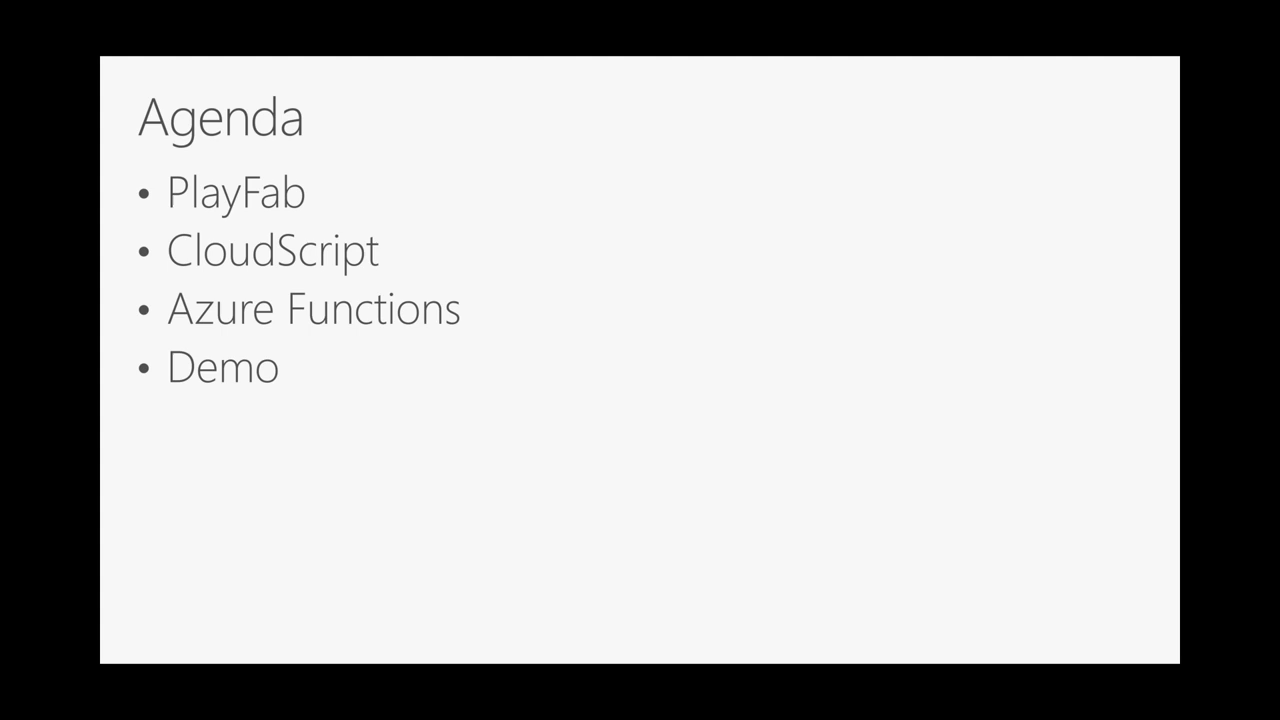 Agenda
• PlayFab
• CloudScript
• Azure Functions
• Demo